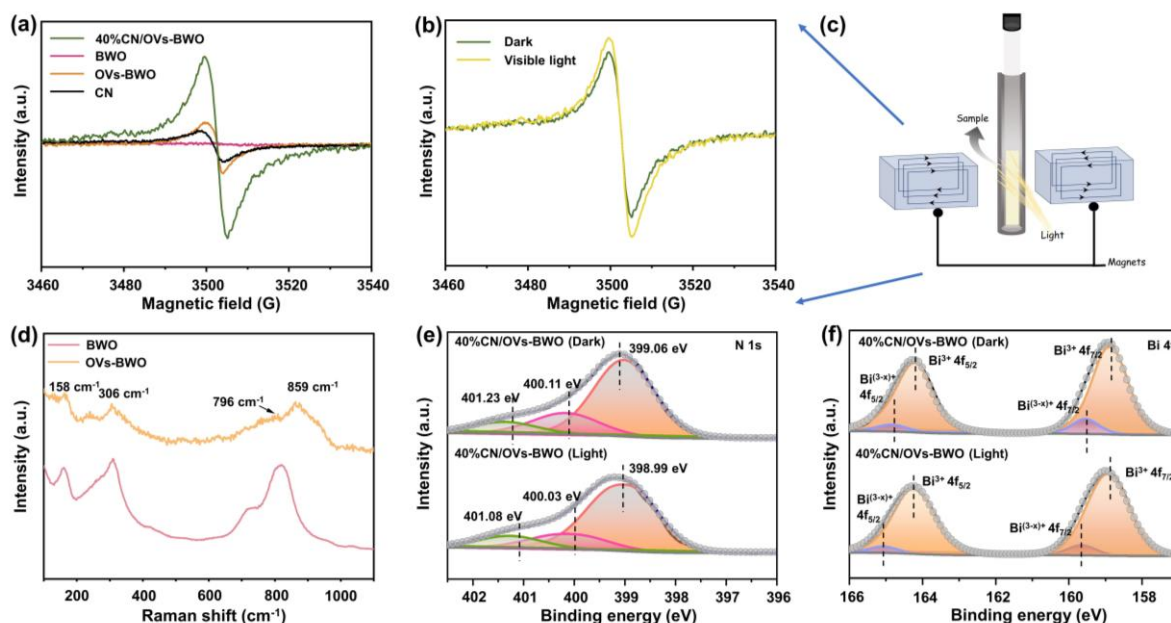 (a)
40%CN/OVs-BWO
BWO
OVs-BWO
CN
Intensity (a.u.)
3460 3480 3500 3520 3540
Magnetic field (G)
(b)
Dark
Visible light
Intensity (a.u.)
3460 3480 3500 3520 3540
Magnetic field (G)
(c)
Sample
Light
Magnets
(d)
BWO
OVs-BWO
158 cm⁻¹
306 cm⁻¹
796 cm⁻¹
859 cm⁻¹
Intensity (a.u.)
200 400 600 800 1000
Raman shift (cm⁻¹)
(e)
40%CN/OVs-BWO (Dark)
N 1s
399.06 eV
400.11 eV
401.23 eV
40%CN/OVs-BWO (Light)
398.99 eV
400.03 eV
401.08 eV
Intensity (a.u.)
402 401 400 399 398 397 396
Binding energy (eV)
(f)
40%CN/OVs-BWO (Dark)
Bi 4
Bi³⁺ 4f₅/₂
Bi³⁺ 4f₇/₂
Bi⁽³⁻ˣ⁾⁺
4f₅/₂
Bi⁽³⁻ˣ⁾⁺ 4f₇/₂
40%CN/OVs-BWO (Light)
Bi³⁺ 4f₅/₂
Bi³⁺ 4f₇/₂
Bi⁽³⁻ˣ⁾⁺
4f₅/₂
Bi⁽³⁻ˣ⁾⁺ 4f₇/₂
Intensity (a.u.)
166 164 162 160 158
Binding energy (eV)